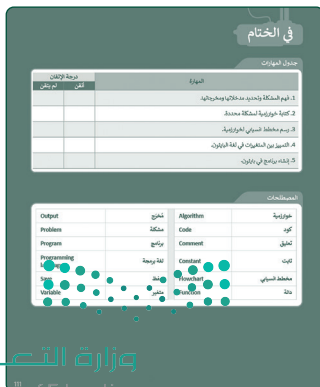 في الختام
جدول المهارات
المهارة
درجة الإتقان
أتقن
لم يتقن
1. فهم المشكلة وتحديد مدخلاتها ومخرجاتها.
2. كتابة خوارزمية لمشكلة محددة.
3. رسم مخطط انسيابي لخوارزمية.
4. التمييز بين المتغيرات في لغة البايثون.
5. إنشاء برنامج في بايثون.
المصطلحات
خوارزمية Algorithm مُخرَج Output
كود Code مشكلة Problem
تعليق Comment برنامج Program
ثابت Constant لغة برمجة Programming
مخطط انسيابي Flowchart
دالة Function متغير Variable
وزارة التعـ
111